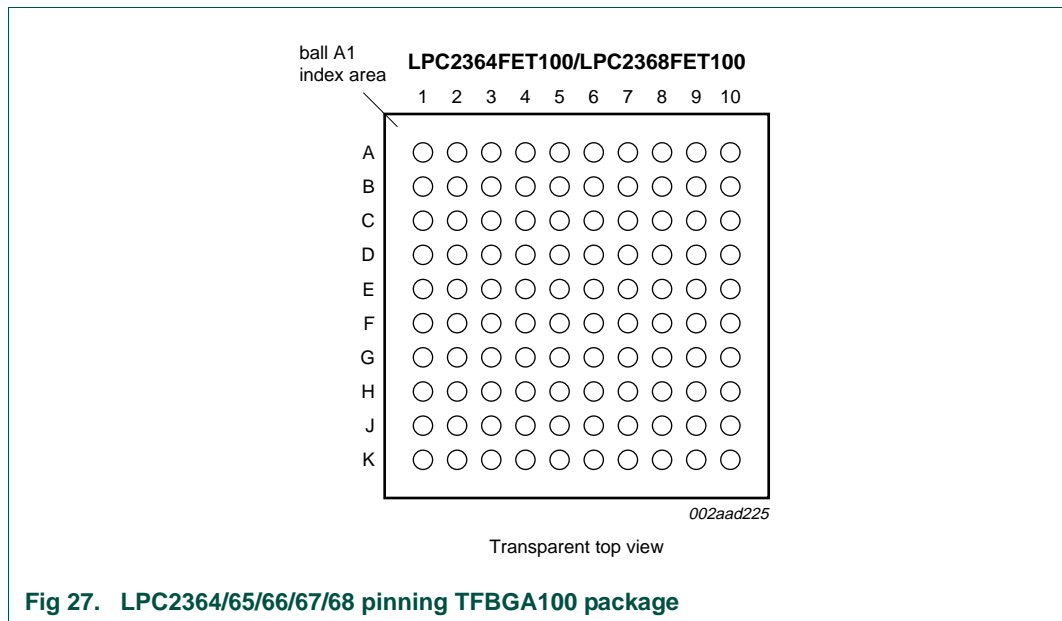 ball A1
index area
LPC2364FET100/LPC2368FET100
1 2 3 4 5 6 7 8 9 10
A
B
C
D
E
F
G
H
J
K
002aad225
Transparent top view
Fig 27. LPC2364/65/66/67/68 pinning TFBGA100 package